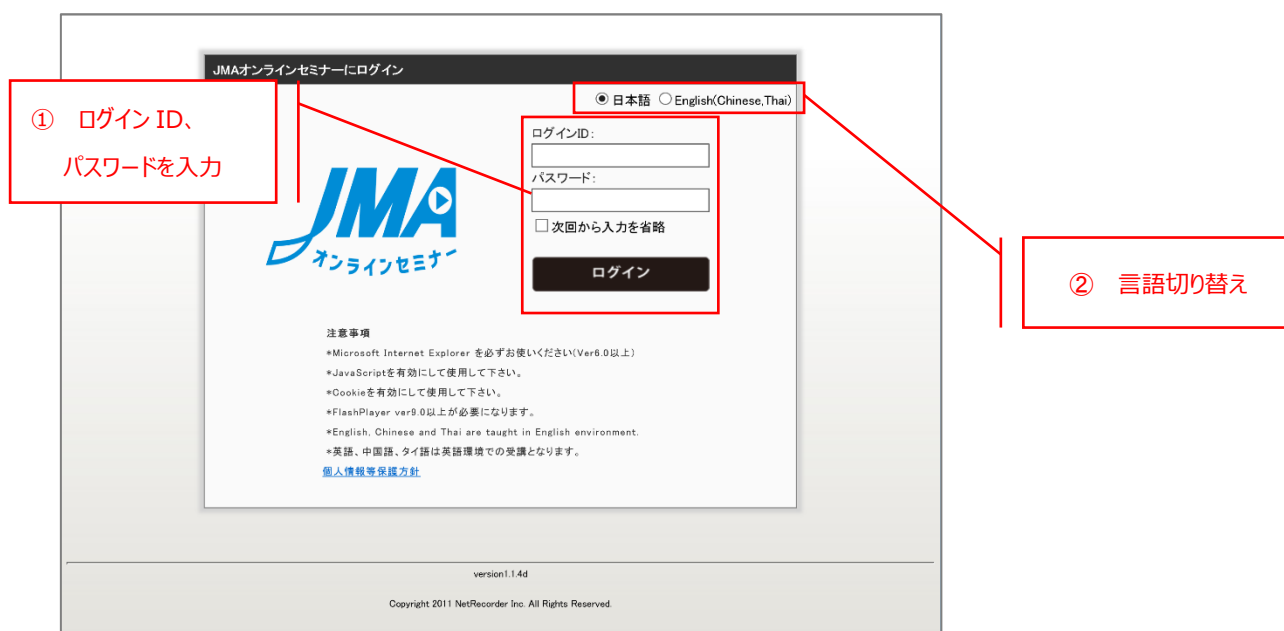 JMAオンラインセミナーにログイン
日本語 English(Chinese,Thai)
① ログイン ID、
パスワードを入力
ログインID:
パスワード:
次回から入力を省略
ログイン
JMA
オンラインセミナー
② 言語切り替え
注意事項
*Microsoft Internet Explorer を必ずお使いください(Ver6.0以上)
*JavaScriptを有効にして使用して下さい。
*Cookieを有効にして使用して下さい。
*FlashPlayer ver9.0以上が必要になります。
*English, Chinese and Thai are taught in English environment.
*英語、中国語、タイ語は英語環境での受講となります。
個人情報等保護方針
version1.1.4d
Copyright 2011 NetRecorder Inc. All Rights Reserved.